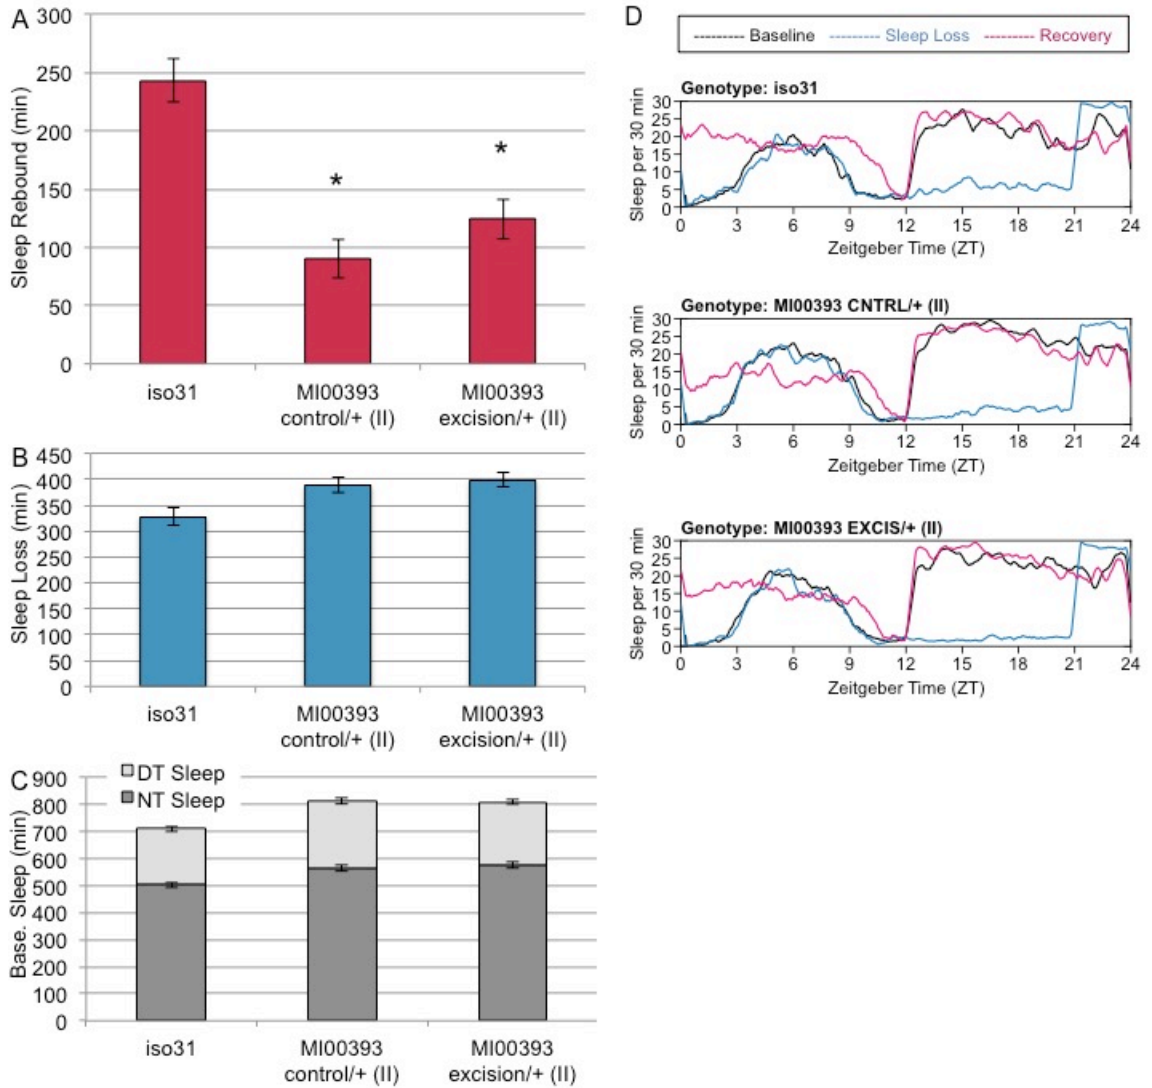 A
300
250
200
150
100
50
0
Sleep Rebound (min)
*
*
iso31
MI00393
control/+ (II)
MI00393
excision/+ (II)
B
450
400
350
300
250
200
150
100
50
0
Sleep Loss (min)
iso31
MI00393
control/+ (II)
MI00393
excision/+ (II)
C
900
800
700
600
500
400
300
200
100
0
Base. Sleep (min)
DT Sleep
NT Sleep
iso31
MI00393
control/+ (II)
MI00393
excision/+ (II)
D
Baseline Sleep Loss Recovery
Genotype: iso31
Sleep per 30 min
30
25
20
15
10
5
0
0 3 6 9 12 15 18 21 24
Zeitgeber Time (ZT)
Genotype: MI00393 CNTRL/+ (II)
Sleep per 30 min
30
25
20
15
10
5
0
0 3 6 9 12 15 18 21 24
Zeitgeber Time (ZT)
Genotype: MI00393 EXCIS/+ (II)
Sleep per 30 min
30
25
20
15
10
5
0
0 3 6 9 12 15 18 21 24
Zeitgeber Time (ZT)